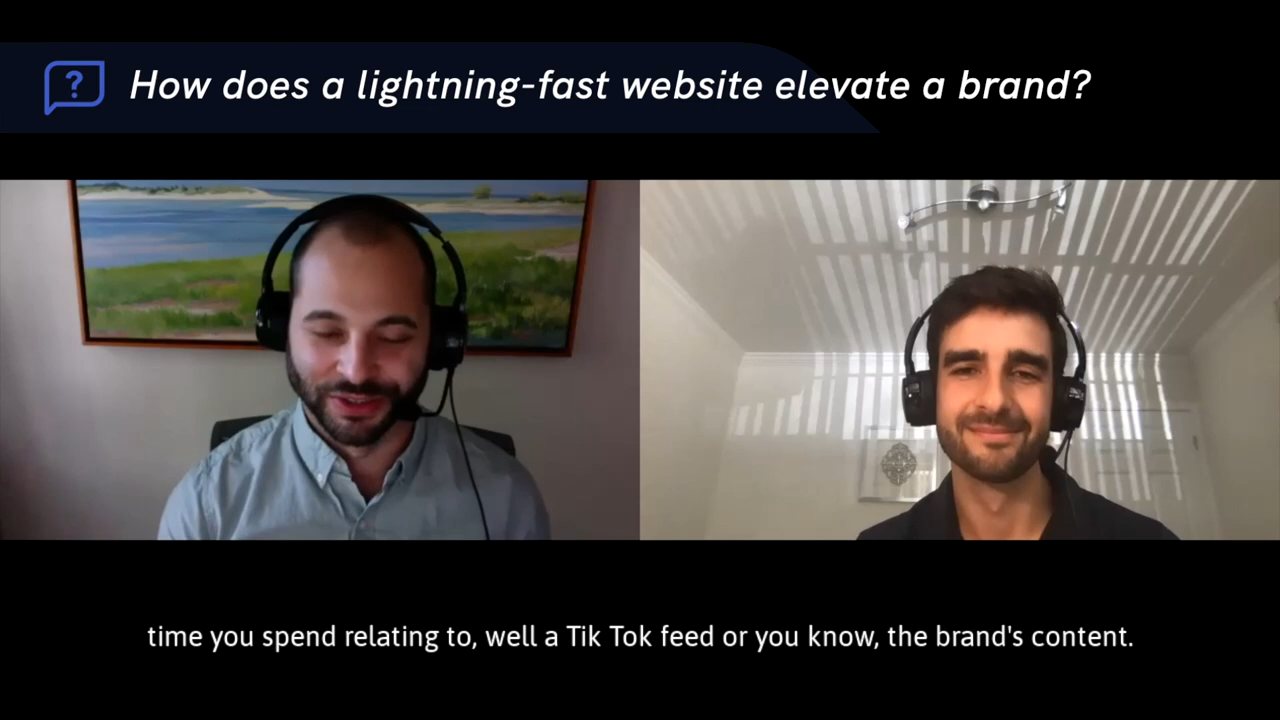 How does a lightning-fast website elevate a brand?
time you spend relating to, well a Tik Tok feed or you know, the brand's content.